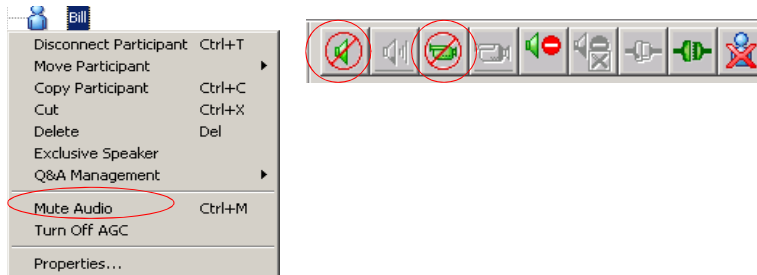 Bill
Disconnect Participant Ctrl+T
Move Participant
Copy Participant Ctrl+C
Cut Ctrl+X
Delete Del
Exclusive Speaker
Q&A Management
Mute Audio Ctrl+M
Turn Off AGC
Properties...